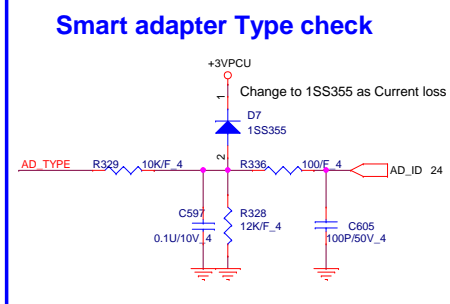 Smart adapter Type check
+3VPCU
Change to 1SS355 as Current loss
1
D7
1SS355
2
AD_TYPE R329 10K/F_4 R336 100/F_4 AD_ID 24
C597 R328 C605
0.1U/10V_4 12K/F_4 100P/50V_4